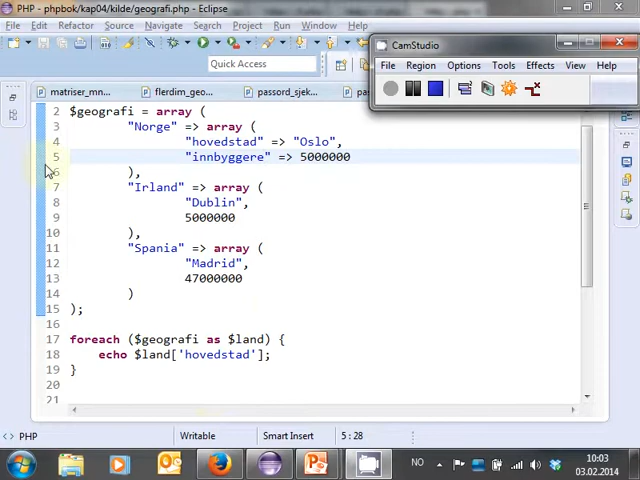 PHP - phpbok/kap04/kilde/geografi.php - Eclipse
File Edit Refactor Source Navigate Search Project Run Window Help
CamStudio
File Region Options Tools Effects View Help
Quick Access
matriser_mn... flerdim_geo... passord_sjek...
2 $geografi = array (
3 "Norge" => array (
4 "hovedstad" => "Oslo",
5 "innbyggere" => 5000000
6 ),
7 "Irland" => array (
8 "Dublin",
9 5000000
10 ),
11 "Spania" => array (
12 "Madrid",
13 47000000
14 )
15 );
16
17 foreach ($geografi as $land) {
18 echo $land['hovedstad'];
19 }
20
21
PHP Writable Smart Insert 5 : 28
NO 10:03
03.02.2014